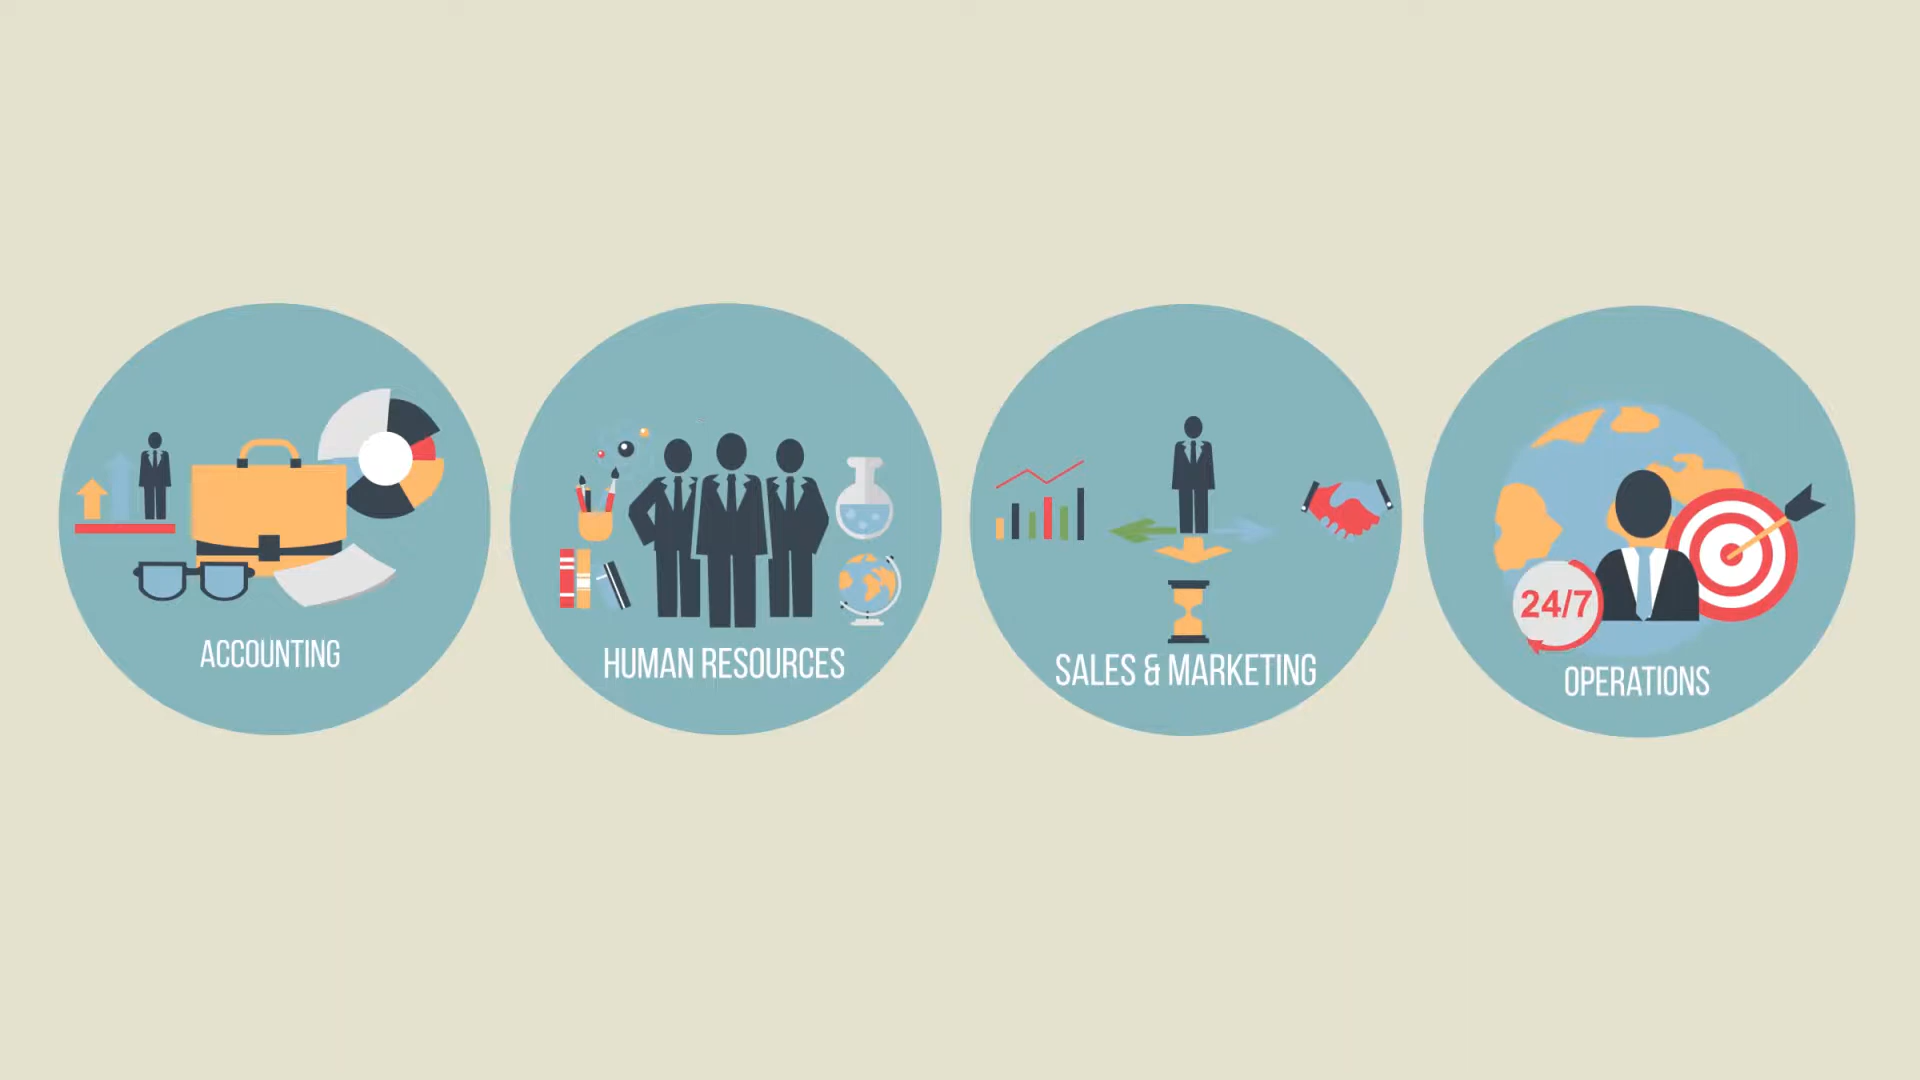 ACCOUNTING
HUMAN RESOURCES
SALES & MARKETING
24/7
OPERATIONS